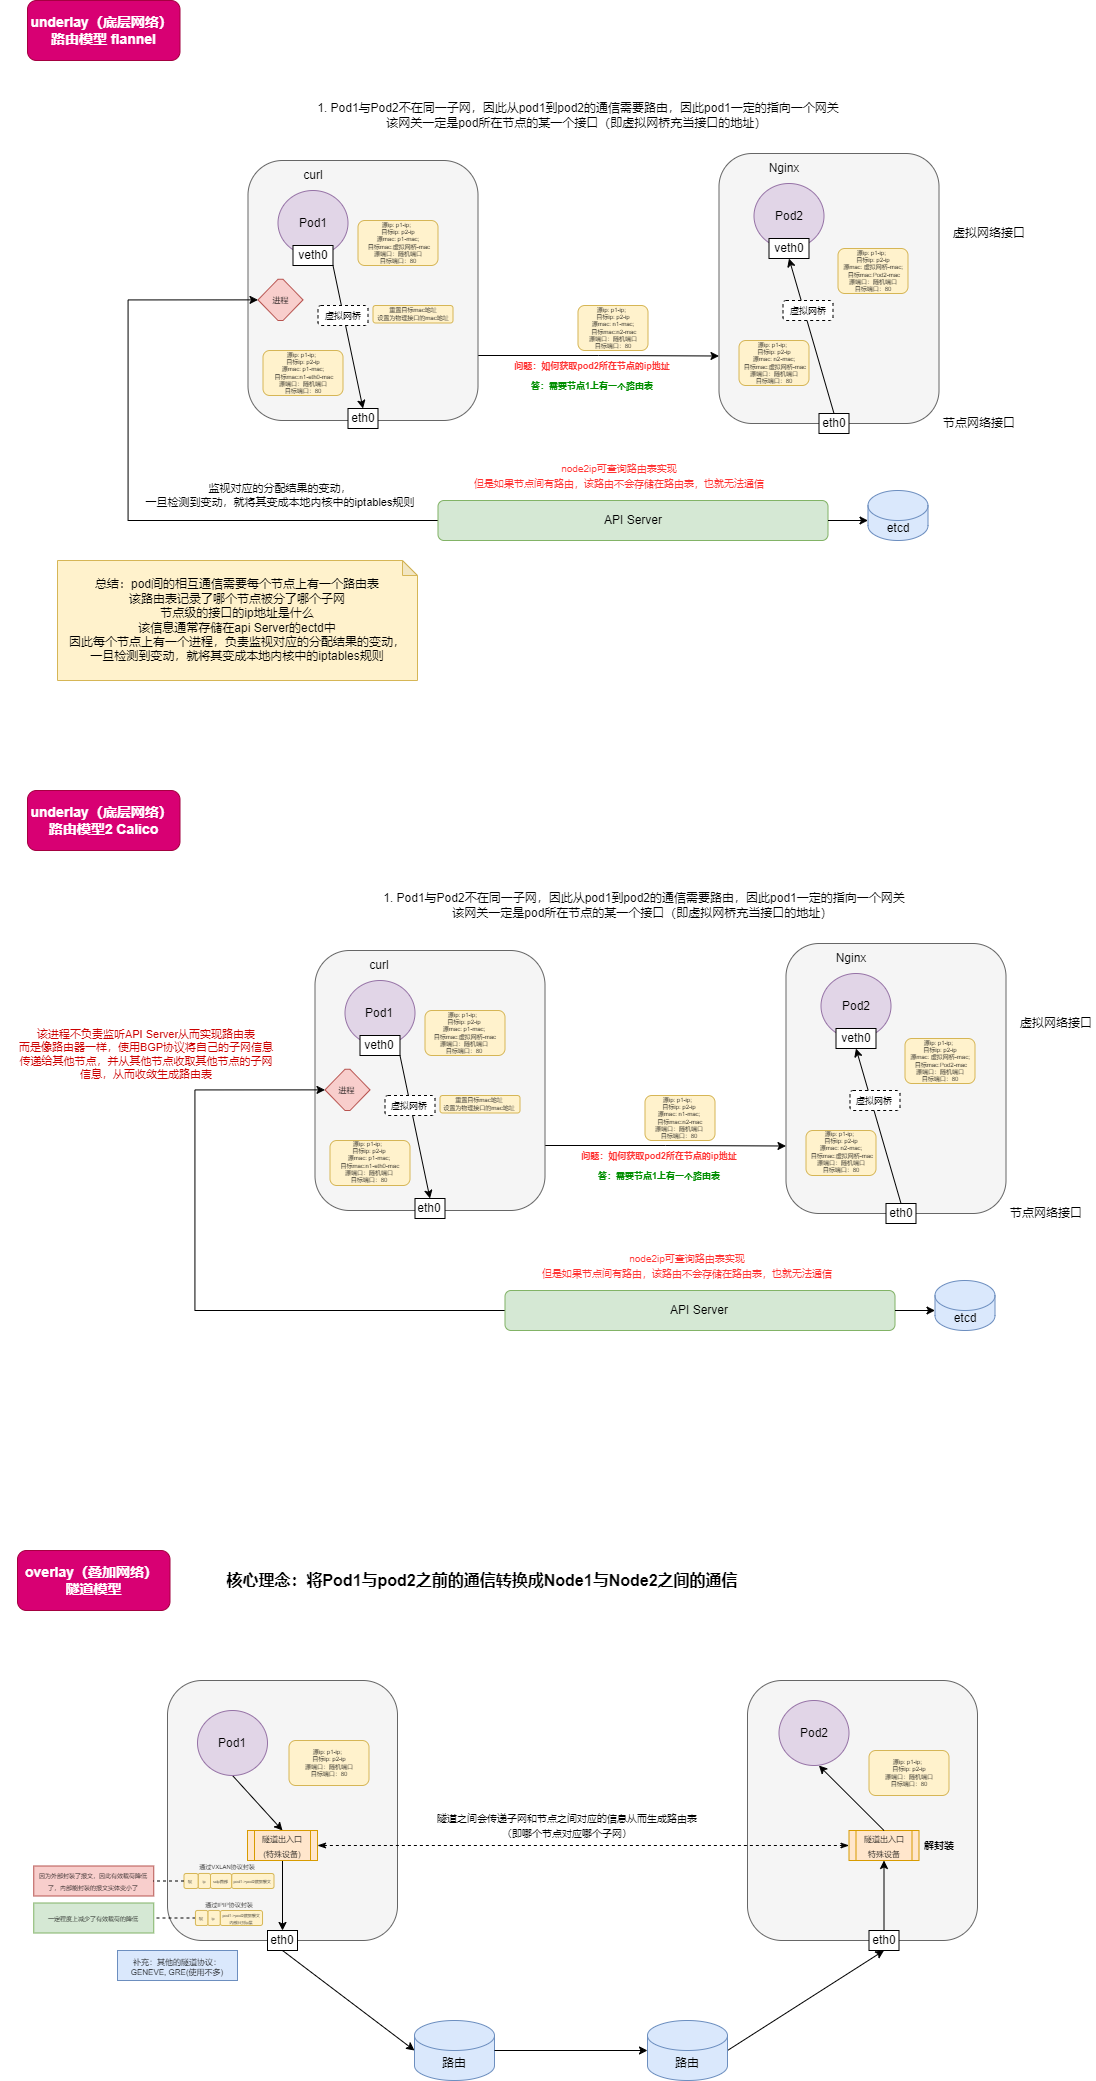 underlay（底层网络）
路由模型 flannel
1. Pod1与Pod2不在同一子网，因此从pod1到pod2的通信需要路由，因此pod1一定的指向一个网关
该网关一定是pod所在节点的某一个接口（即虚拟网桥充当接口的地址）
curl
Pod1
veth0
源ip: p1-ip;
目标ip: p2-ip
源mac: p1-mac;
目标mac:虚拟网桥-mac
源端口：随机端口
目标端口：80
进程
虚拟网桥
重置目标mac地址
设置为物理接口的mac地址
源ip: p1-ip;
目标ip: p2-ip
源mac: p1-mac;
目标mac:n1-eth0-mac
源端口：随机端口
目标端口：80
eth0
源ip: p1-ip;
目标ip: p2-ip
源mac: n1-mac;
目标mac:n2-mac
源端口：随机端口
目标端口：80
问题：如何获取pod2所在节点的ip地址
答：需要节点1上有一个路由表
Nginx
Pod2
veth0
虚拟网络接口
源ip: p1-ip;
目标ip: p2-ip
源mac: 虚拟网桥-mac;
目标mac:Pod2-mac
源端口：随机端口
目标端口：80
虚拟网桥
源ip: p1-ip;
目标ip: p2-ip
源mac: n2-mac;
目标mac:虚拟网桥-mac
源端口：随机端口
目标端口：80
eth0
节点网络接口
node2ip可查询路由表实现
但是如果节点间有路由，该路由不会存储在路由表，也就无法通信
监视对应的分配结果的变动，
一旦检测到变动，就将其变成本地内核中的iptables规则
API Server
etcd
总结：pod间的相互通信需要每个节点上有一个路由表
该路由表记录了哪个节点被分了哪个子网
节点级的接口的ip地址是什么
该信息通常存储在api Server的ectd中
因此每个节点上有一个进程，负责监视对应的分配结果的变动，
一旦检测到变动，就将其变成本地内核中的iptables规则
underlay（底层网络）
路由模型2 Calico
1. Pod1与Pod2不在同一子网，因此从pod1到pod2的通信需要路由，因此pod1一定的指向一个网关
该网关一定是pod所在节点的某一个接口（即虚拟网桥充当接口的地址）
该进程不负责监听API Server从而实现路由表
而是像路由器一样，使用BGP协议将自己的子网信息
传递给其他节点，并从其他节点收取其他节点的子网
信息，从而收敛生成路由表
curl
Pod1
veth0
源ip: p1-ip;
目标ip: p2-ip
源mac: p1-mac;
目标mac:虚拟网桥-mac
源端口：随机端口
目标端口：80
进程
虚拟网桥
重置目标mac地址
设置为物理接口的mac地址
源ip: p1-ip;
目标ip: p2-ip
源mac: p1-mac;
目标mac:n1-eth0-mac
源端口：随机端口
目标端口：80
eth0
源ip: p1-ip;
目标ip: p2-ip
源mac: n1-mac;
目标mac:n2-mac
源端口：随机端口
目标端口：80
问题：如何获取pod2所在节点的ip地址
答：需要节点1上有一个路由表
Nginx
Pod2
veth0
虚拟网络接口
源ip: p1-ip;
目标ip: p2-ip
源mac: 虚拟网桥-mac;
目标mac:Pod2-mac
源端口：随机端口
目标端口：80
虚拟网桥
源ip: p1-ip;
目标ip: p2-ip
源mac: n2-mac;
目标mac:虚拟网桥-mac
源端口：随机端口
目标端口：80
eth0
节点网络接口
node2ip可查询路由表实现
但是如果节点间有路由，该路由不会存储在路由表，也就无法通信
API Server
etcd
overlay（叠加网络）
隧道模型
核心理念：将Pod1与pod2之前的通信转换成Node1与Node2之间的通信
Pod1
源ip: p1-ip;
目标ip: p2-ip
源端口：随机端口
目标端口：80
隧道出入口
(特殊设备)
隧道之间会传递子网和节点之间对应的信息从而生成路由表
（即哪个节点对应哪个子网）
Pod2
源ip: p1-ip;
目标ip: p2-ip
源端口：随机端口
目标端口：80
隧道出入口
特殊设备
解封装
通过VXLAN协议封装
因为外部封装了报文，因此有效载荷降低
了，内部能封装的报文实体变小了
通过IPIP协议封装
一定程度上减少了有效载荷的降低
eth0
eth0
补充：其他的隧道协议：
GENEVE, GRE(使用不多)
路由
路由